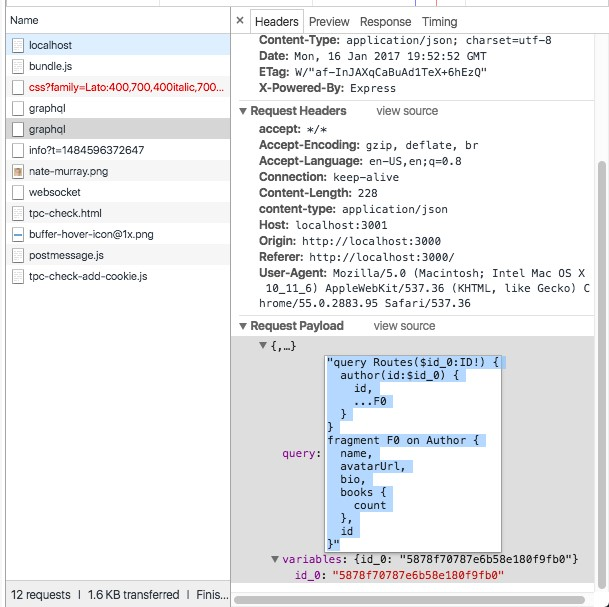 Name
localhost
bundle.js
css?family=Lato:400,700,400italic,700...
graphql
graphql
info?t=1484596372647
nate-murray.png
websocket
tpc-check.html
buffer-hover-icon@1x.png
postmessage.js
tpc-check-add-cookie.js
12 requests | 1.6 KB transferred | Finis...
× Headers Preview Response Timing
Content-Type: application/json; charset=utf-8
Date: Mon, 16 Jan 2017 19:52:52 GMT
ETag: W/"af-InJAXqCaBuAd1TeX+6hEzQ"
X-Powered-By: Express
▼ Request Headers view source
accept: */*
Accept-Encoding: gzip, deflate, br
Accept-Language: en-US,en;q=0.8
Connection: keep-alive
Content-Length: 228
content-type: application/json
Host: localhost:3001
Origin: http://localhost:3000
Referer: http://localhost:3000/
User-Agent: Mozilla/5.0 (Macintosh; Intel Mac OS X
10_11_6) AppleWebKit/537.36 (KHTML, like Gecko) C
hrome/55.0.2883.95 Safari/537.36
▼ Request Payload view source
▼ {,…}
"query Routes($id_0:ID!) {
author(id:$id_0) {
id,
...F0
}
}
fragment F0 on Author {
name,
query: avatarUrl,
bio,
books {
count
},
id
}"
▼ variables: {id_0: "5878f70787e6b58e180f9fb0"}
id_0: "5878f70787e6b58e180f9fb0"